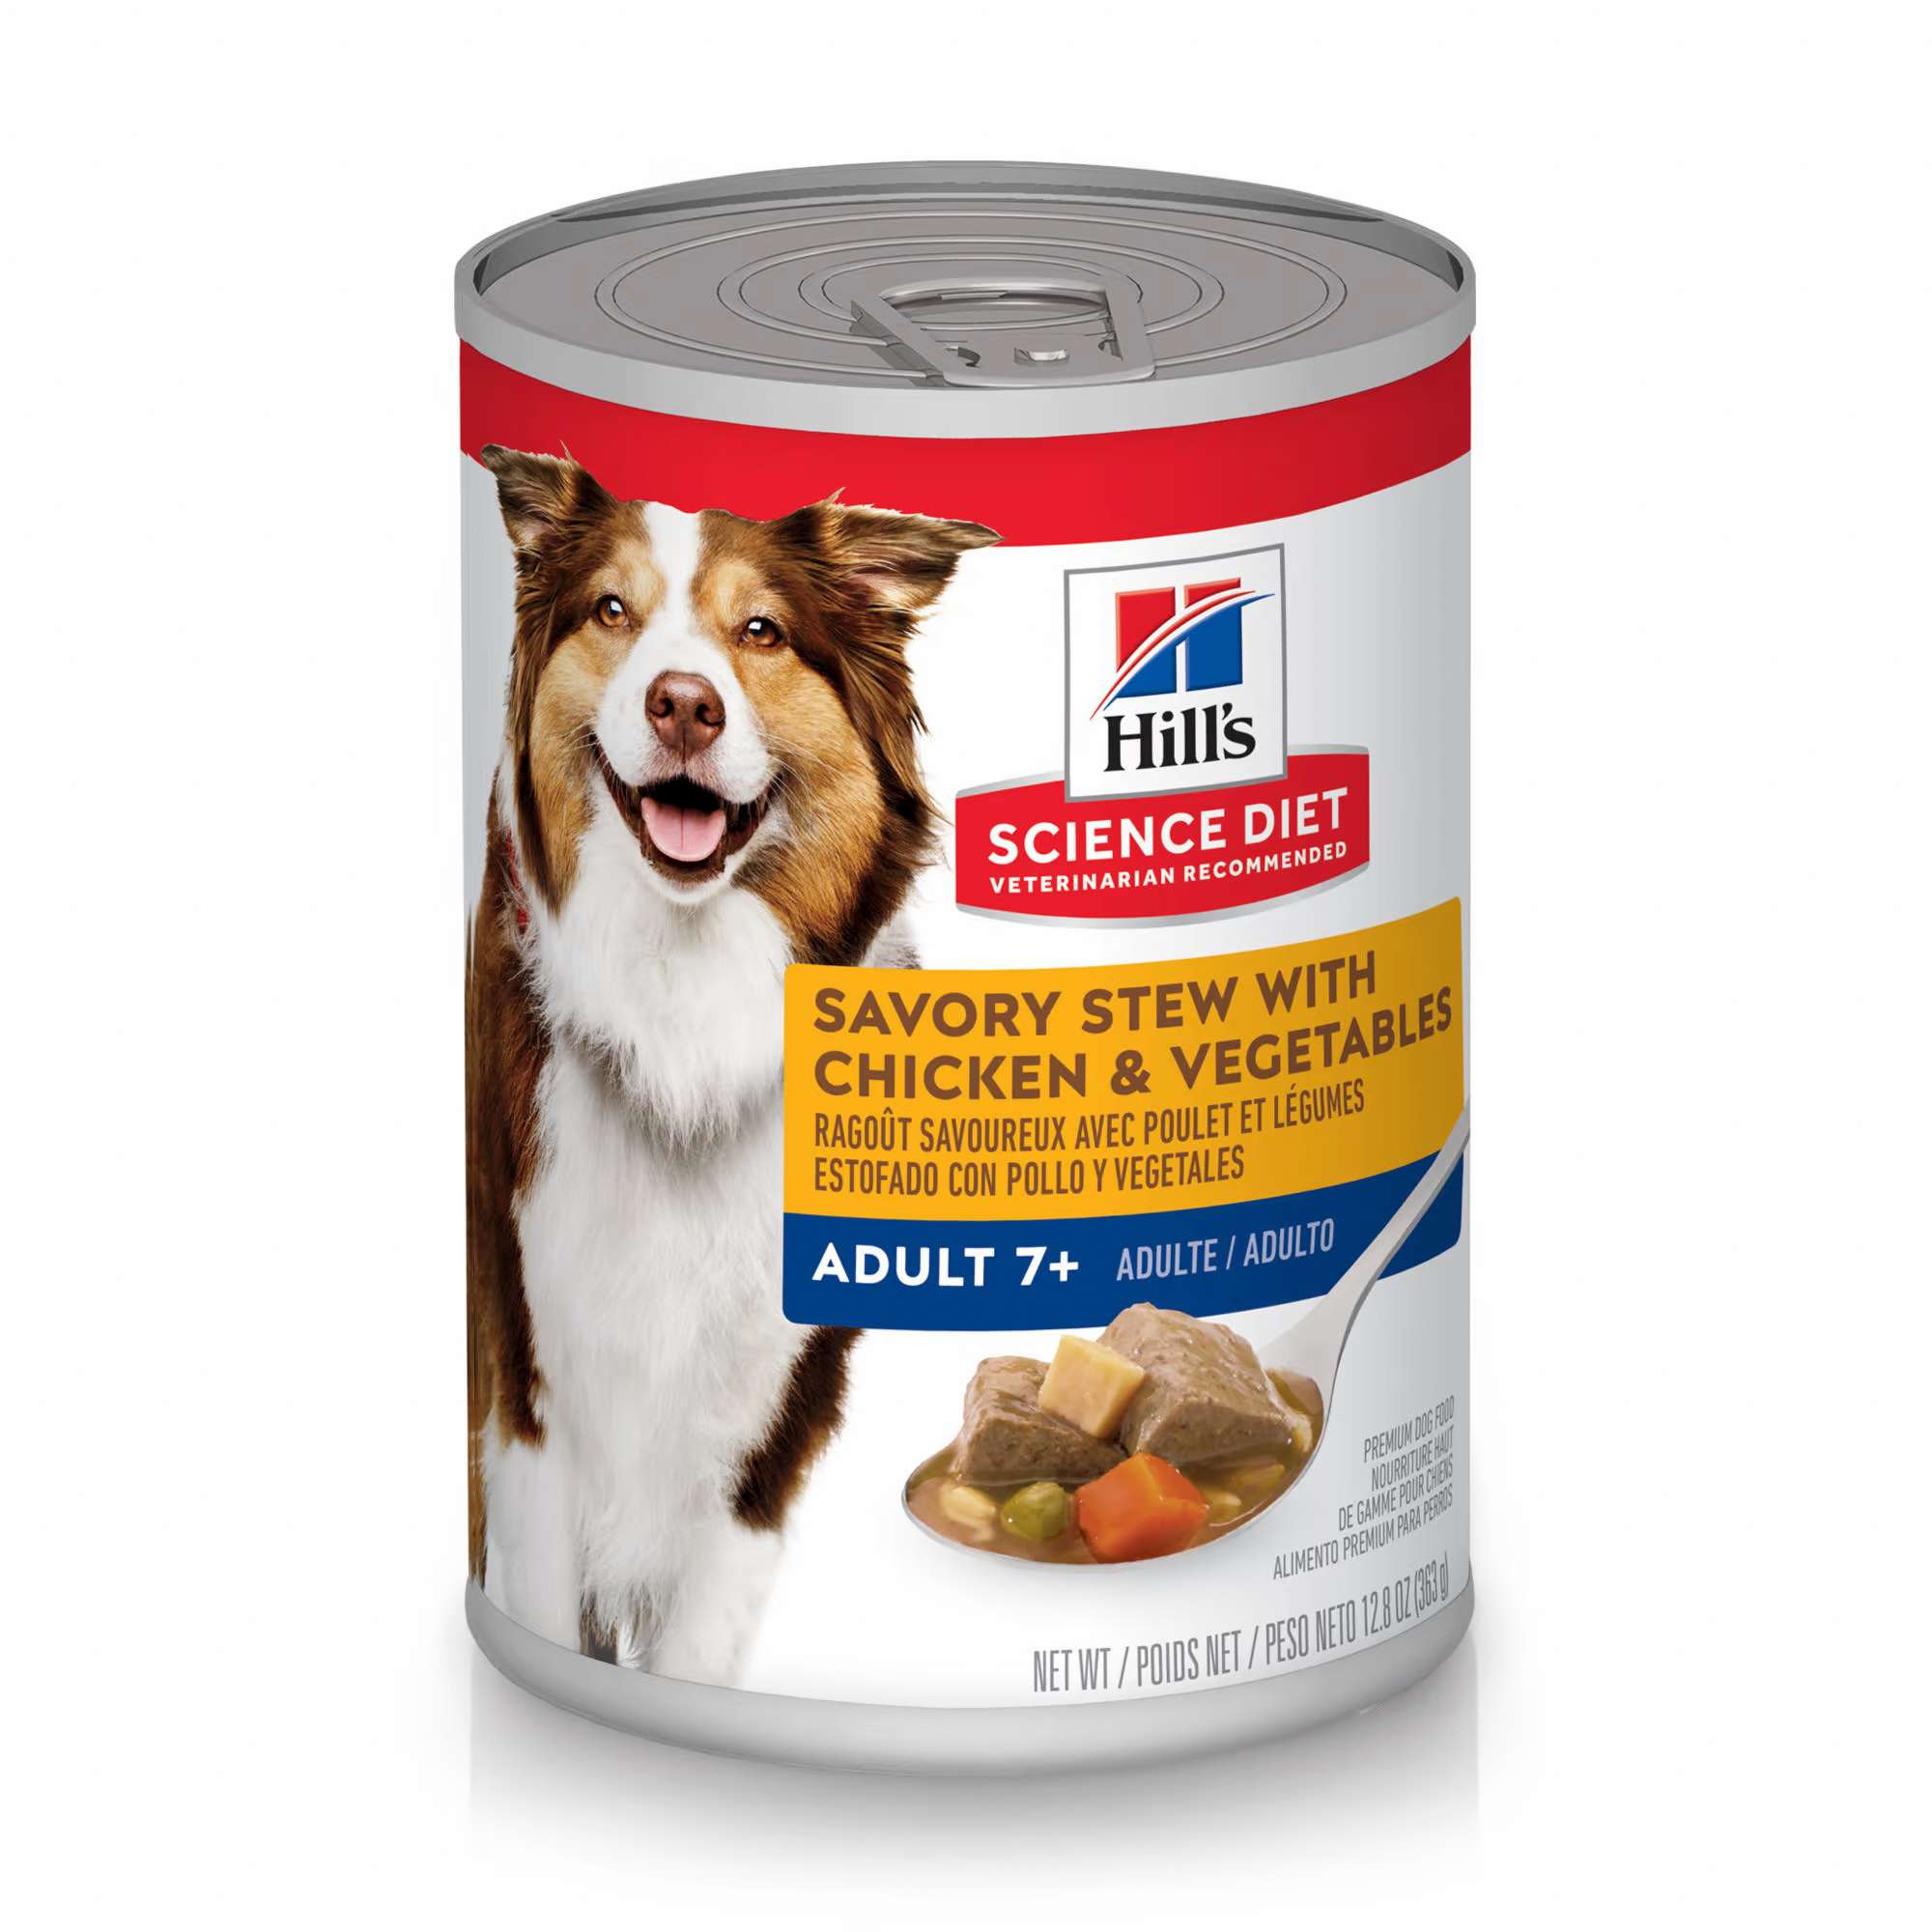 Hill's
SCIENCE DIET
VETERINARIAN RECOMMENDED
SAVORY STEW WITH
CHICKEN & VEGETABLES
RAGOÛT SAVOUREUX AVEC POULET ET LÉGUMES
ESTOFADO CON POLLO Y VEGETALES
ADULT 7+ ADULTE / ADULTO
PREMIUM DOG FOOD
NOURRITURE HAUT
DE GAMME POUR CHIENS
ALIMENTO PREMIUM PARA PERROS
NET WT / POIDS NET / PESO NETO 12.8 OZ (363 g)